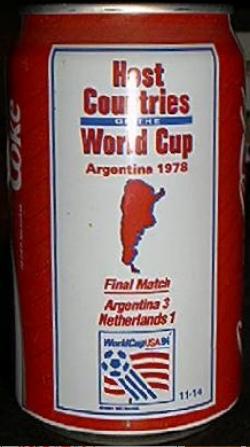 Coke
Host
Countries
OF THE
World Cup
Argentina 1978
Final Match
Argentina 3
Netherlands 1
WorldCupUSA94
11-14